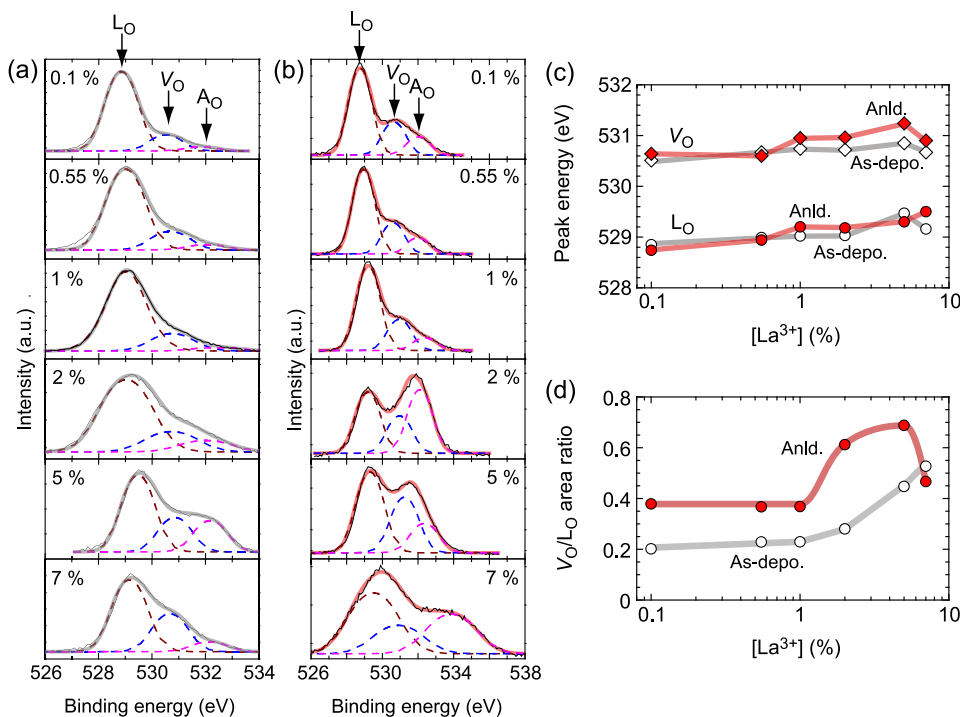 (a)
L_O
V_O
A_O
0.1 %
0.55 %
1 %
2 %
5 %
7 %
Intensity (a.u.)
526 528 530 532 534
Binding energy (eV)
(b)
L_O
V_O
A_O
0.1 %
0.55 %
1 %
2 %
5 %
7 %
Intensity (a.u.)
526 528 530 532 534 536 538
Binding energy (eV)
(c)
532
531
530
529
528
Peak energy (eV)
V_O
Anld.
As-depo.
L_O
Anld.
As-depo.
0.1 1 10
[La³⁺] (%)
(d)
0.8
0.6
0.4
0.2
0
V_O/L_O area ratio
Anld.
As-depo.
0.1 1 10
[La³⁺] (%)